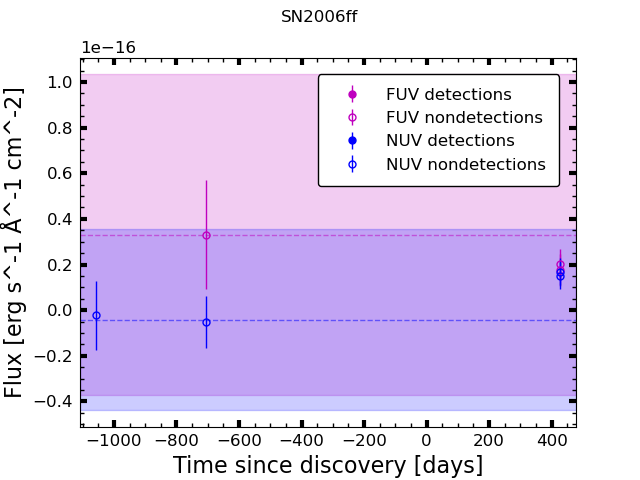 SN2006ff
1e−16
FUV detections
FUV nondetections
NUV detections
NUV nondetections
1.0
0.8
0.6
0.4
0.2
0.0
−0.2
−0.4
Flux [erg s^-1 Å^-1 cm^-2]
−1000 −800 −600 −400 −200 0 200 400
Time since discovery [days]